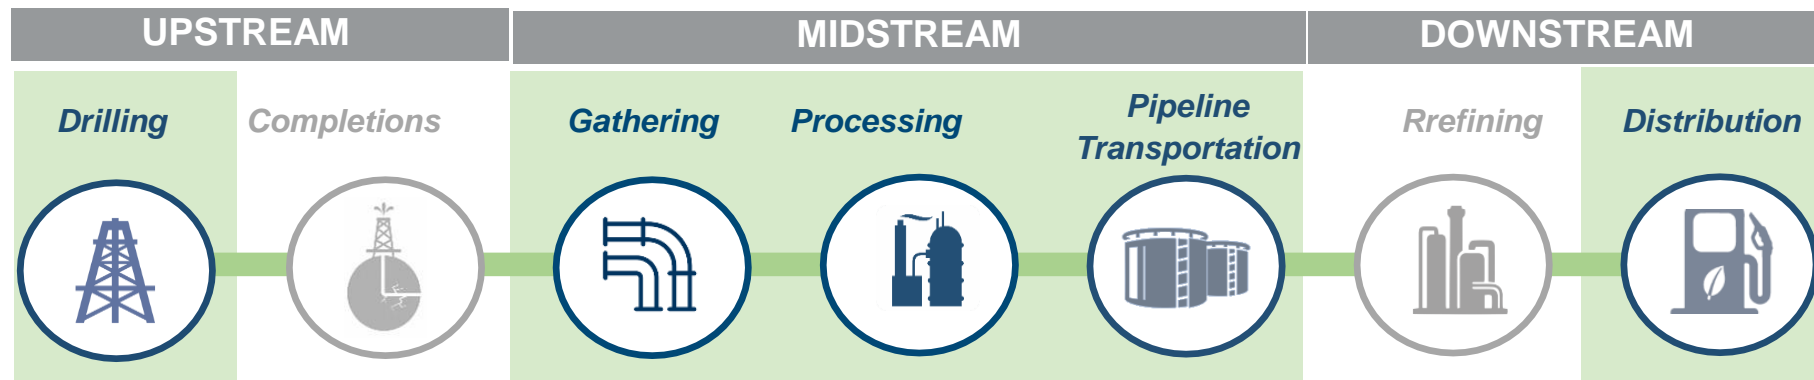 UPSTREAM
MIDSTREAM
DOWNSTREAM
Drilling
Completions
Gathering
Processing
Pipeline
Transportation
Rrefining
Distribution